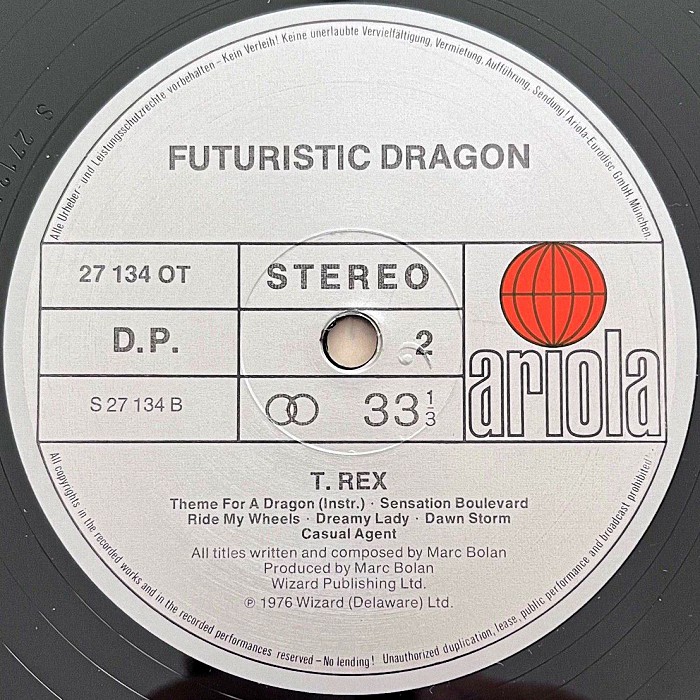 Alle Urheber- und Leistungsschutzrechte vorbehalten – Kein Verleih! Keine unerlaubte Vervielfältigung, Vermietung, Aufführung, Sendung! Ariola-Eurodisc GmbH, München.
FUTURISTIC DRAGON
27 134 OT
STEREO
D.P.
2
S 27 134 B
33 1/3
ariola
T. REX
Theme For A Dragon (Instr.) · Sensation Boulevard
Ride My Wheels · Dreamy Lady · Dawn Storm
Casual Agent
All titles written and composed by Marc Bolan
Produced by Marc Bolan
Wizard Publishing Ltd.
℗ 1976 Wizard (Delaware) Ltd.
All copyrights in the recorded works and in the recorded performances reserved – No lending! Unauthorized duplication, lease, public performance and broadcast prohibited!